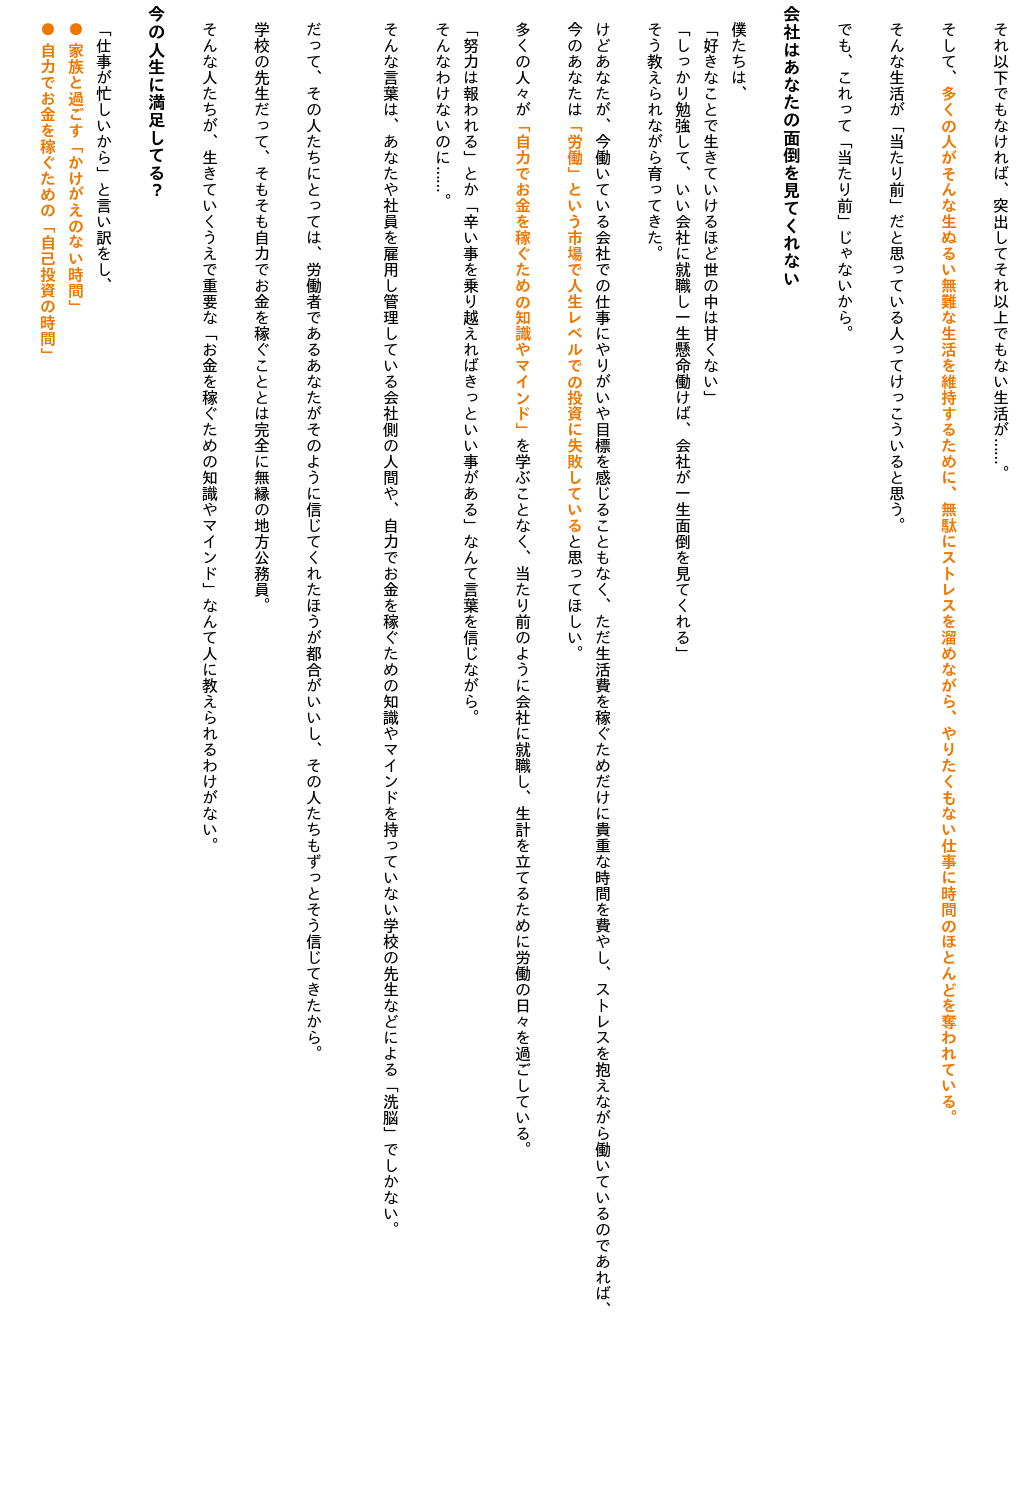 それ以下でもなければ、突出してそれ以上でもない生活が……。
そして、多くの人がそんな生ぬるい無難な生活を維持するために、無駄にストレスを溜めながら、やりたくもない仕事に時間のほとんどを奪われている。
そんな生活が「当たり前」だと思っている人ってけっこういると思う。
でも、これって「当たり前」じゃないから。
会社はあなたの面倒を見てくれない
僕たちは、
「好きなことで生きていけるほど世の中は甘くない」
「しっかり勉強して、いい会社に就職し一生懸命働けば、会社が一生面倒を見てくれる」
そう教えられながら育ってきた。
けどあなたが、今働いている会社での仕事にやりがいや目標を感じることもなく、ただ生活費を稼ぐためだけに貴重な時間を費やし、ストレスを抱えながら働いているのであれば、
今のあなたは「労働」という市場で人生レベルでの投資に失敗していると思ってほしい。
多くの人々が「自力でお金を稼ぐための知識やマインド」を学ぶことなく、当たり前のように会社に就職し、生計を立てるために労働の日々を過ごしている。
「努力は報われる」とか「辛い事を乗り越えればきっといい事がある」なんて言葉を信じながら。
そんなわけないのに……。
そんな言葉は、あなたや社員を雇用し管理している会社側の人間や、自力でお金を稼ぐための知識やマインドを持っていない学校の先生などによる「洗脳」でしかない。
だって、その人たちにとっては、労働者であるあなたがそのように信じてくれたほうが都合がいいし、その人たちもずっとそう信じてきたから。
学校の先生だって、そもそも自力でお金を稼ぐこととは完全に無縁の地方公務員。
そんな人たちが、生きていくうえで重要な「お金を稼ぐための知識やマインド」なんて人に教えられるわけがない。
今の人生に満足してる？
「仕事が忙しいから」と言い訳をし、
● 家族と過ごす「かけがえのない時間」
● 自力でお金を稼ぐための「自己投資の時間」